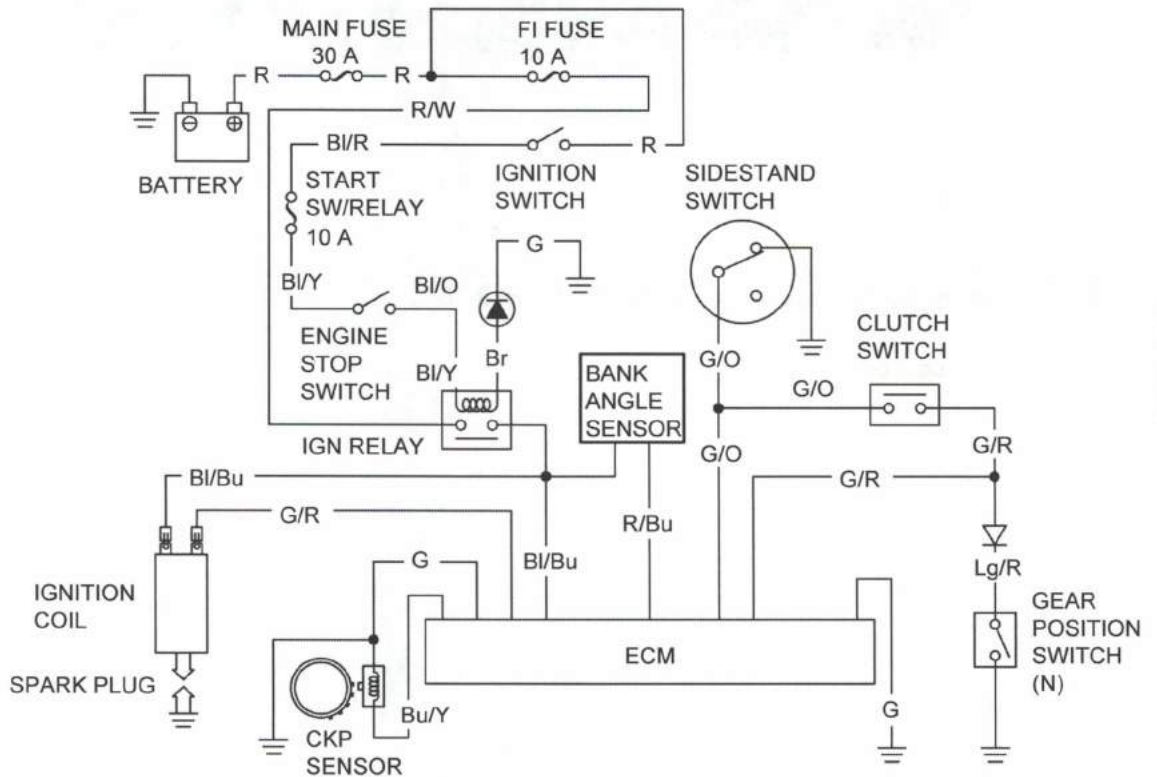 MAIN FUSE
30 A
FI FUSE
10 A
R
R
R/W
Bl/R
R
BATTERY
START
SW/RELAY
10 A
IGNITION
SWITCH
SIDESTAND
SWITCH
G
Bl/Y
Bl/O
ENGINE
STOP
SWITCH
Bl/Y
Br
BANK
ANGLE
SENSOR
G/O
CLUTCH
SWITCH
G/O
IGN RELAY
G/O
G/R
Bl/Bu
G/R
G/R
R/Bu
Bl/Bu
G
Lg/R
IGNITION
COIL
GEAR
POSITION
SWITCH
(N)
ECM
SPARK PLUG
Bu/Y
G
CKP
SENSOR